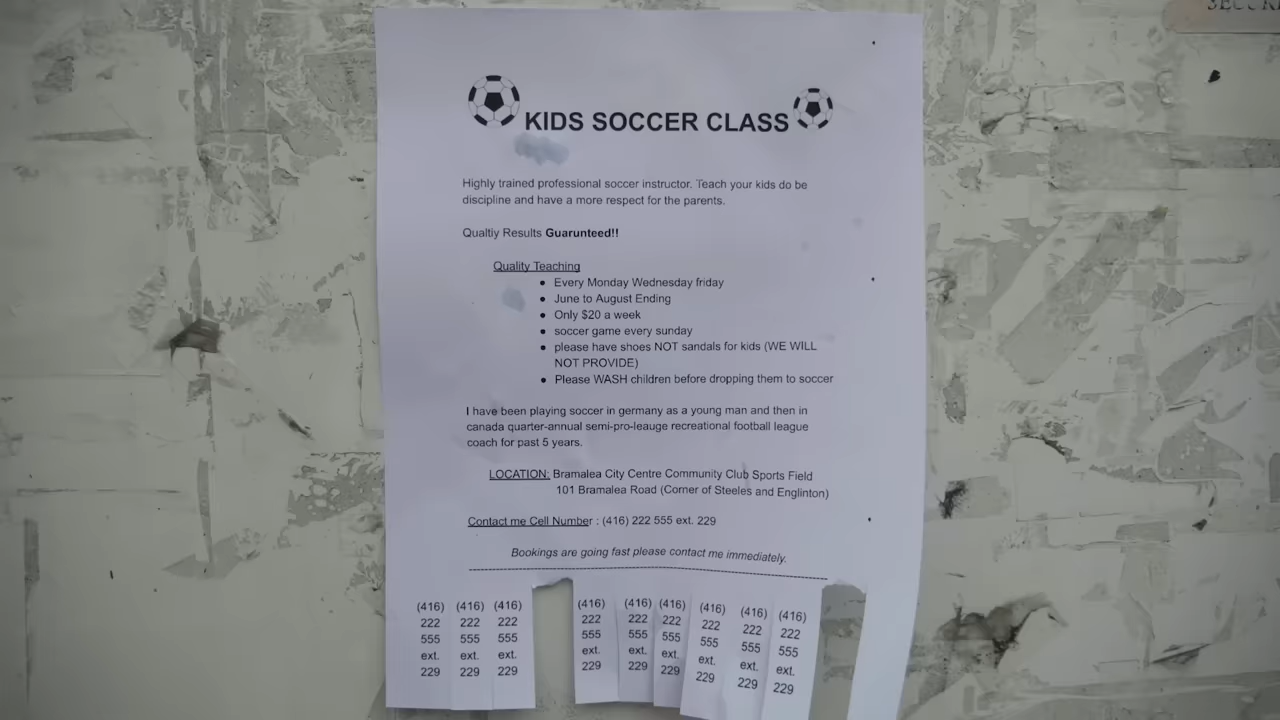 SECURI
KIDS SOCCER CLASS
Highly trained professional soccer instructor. Teach your kids do be
discipline and have a more respect for the parents.
Qualtiy Results Guarunteed!!
Quality Teaching
● Every Monday Wednesday friday
● June to August Ending
● Only $20 a week
● soccer game every sunday
● please have shoes NOT sandals for kids (WE WILL
NOT PROVIDE)
● Please WASH children before dropping them to soccer
I have been playing soccer in germany as a young man and then in
canada quarter-annual semi-pro-leauge recreational football league
coach for past 5 years.
LOCATION: Bramalea City Centre Community Club Sports Field
101 Bramalea Road (Corner of Steeles and Englinton)
Contact me Cell Number : (416) 222 555 ext. 229
Bookings are going fast please contact me immediately.
(416) (416) (416) (416) (416) (416) (416) (416) (416)
222 222 222 222 222 222 222 222 222
555 555 555 555 555 555 555 555 555
ext. ext. ext. ext. ext. ext. ext. ext. ext.
229 229 229 229 229 229 229 229 229